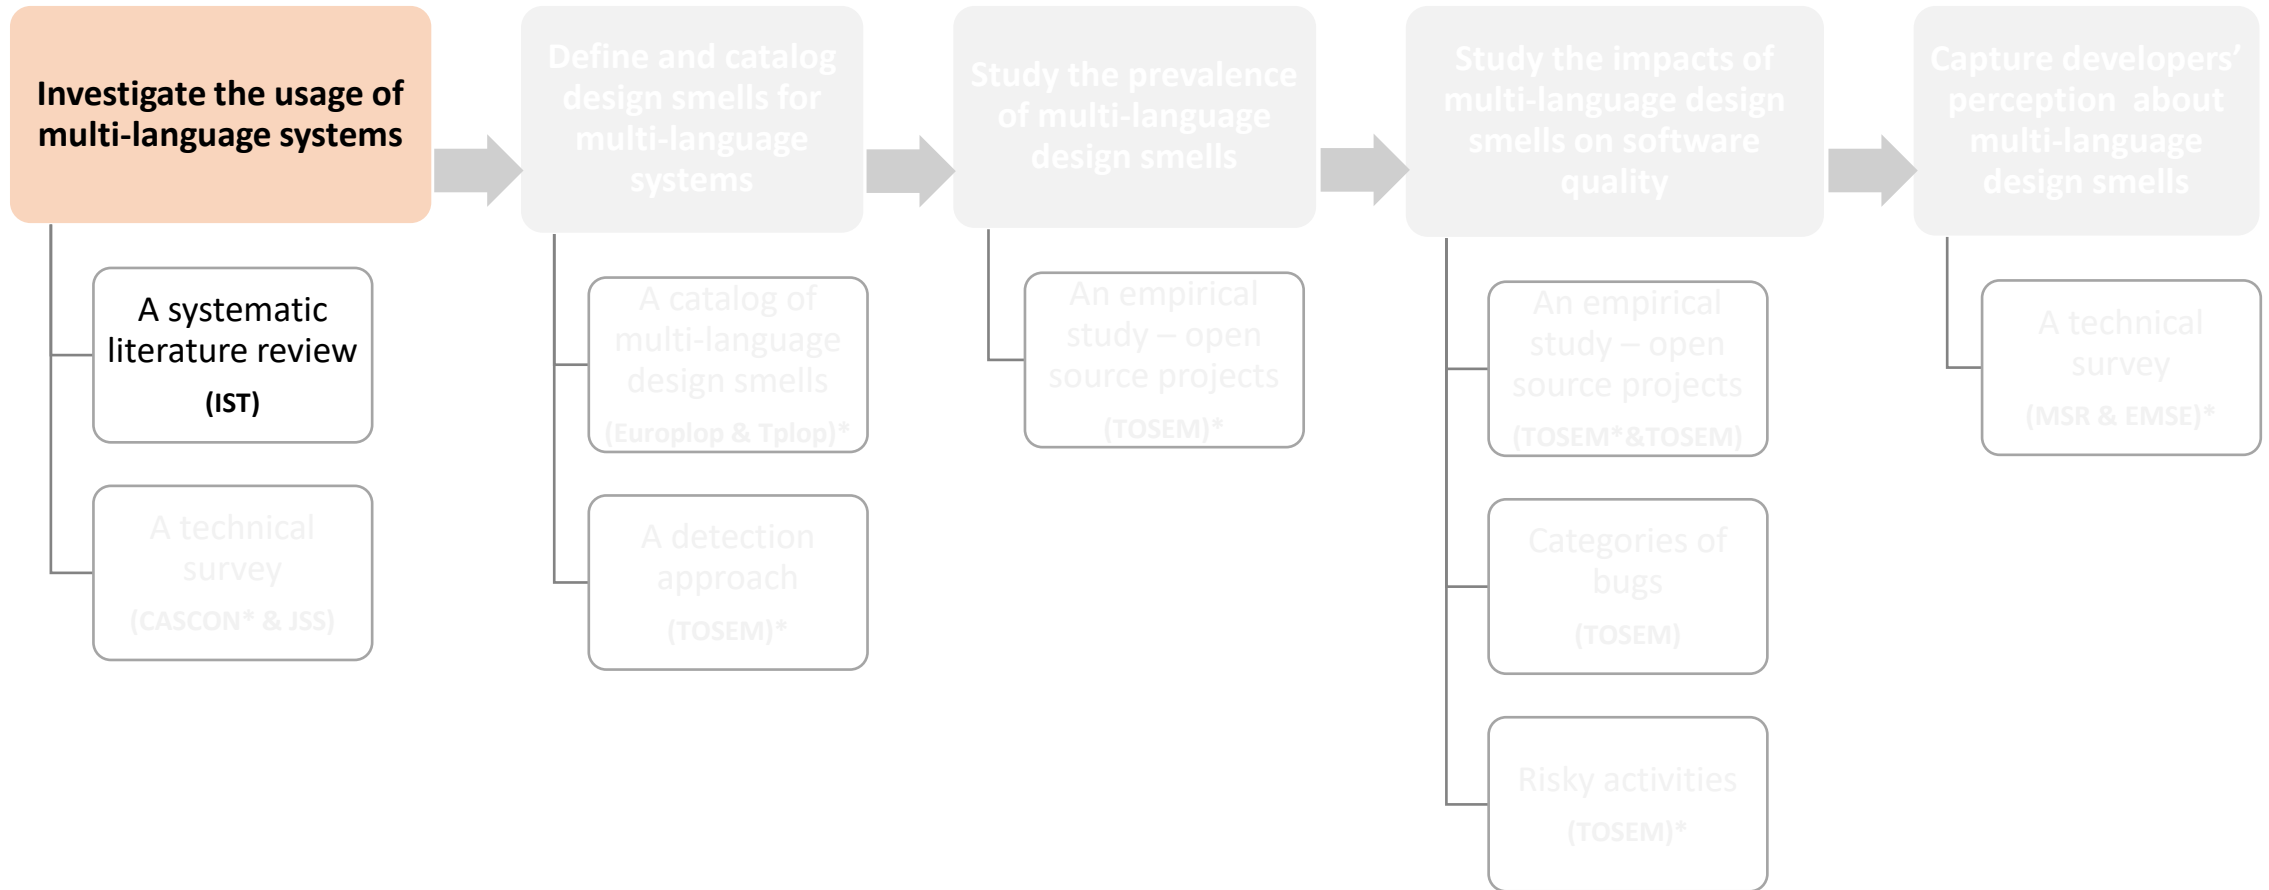 Investigate the usage of
multi-language systems
A systematic
literature review
(IST)
A technical
survey
(CASCON* & JSS)
Define and catalog
design smells for
multi-language
systems
A catalog of
multi-language
design smells
(Europlop & Tplop)*
A detection
approach
(TOSEM)*
Study the prevalence
of multi-language
design smells
An empirical
study – open
source projects
(TOSEM)*
Study the impacts of
multi-language design
smells on software
quality
An empirical
study – open
source projects
(TOSEM*&TOSEM)
Categories of
bugs
(TOSEM)
Risky activities
(TOSEM)*
Capture developers’
perception about
multi-language
design smells
A technical
survey
(MSR & EMSE)*